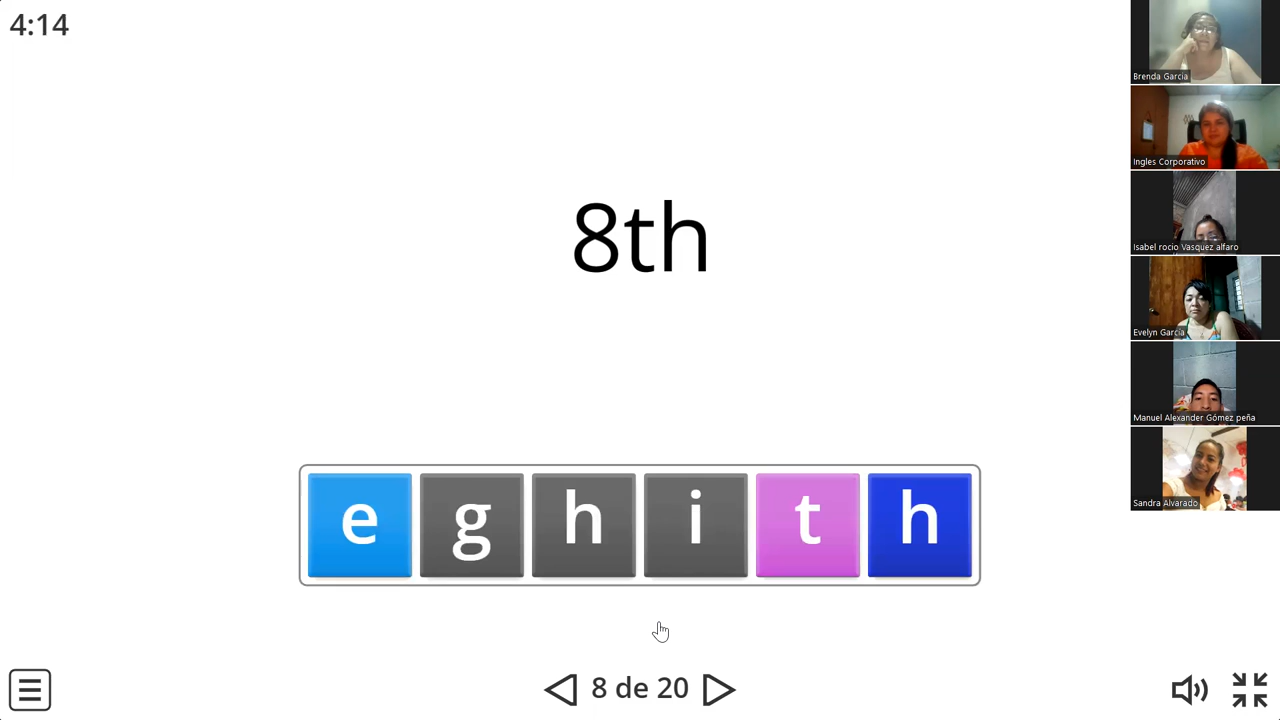 4:14
8th
e g h i t h
8 de 20
Brenda Garcia
Ingles Corporativo
Isabel rocio Vasquez alfaro
Evelyn Garcia
Manuel Alexander Gómez peña
Sandra Alvarado